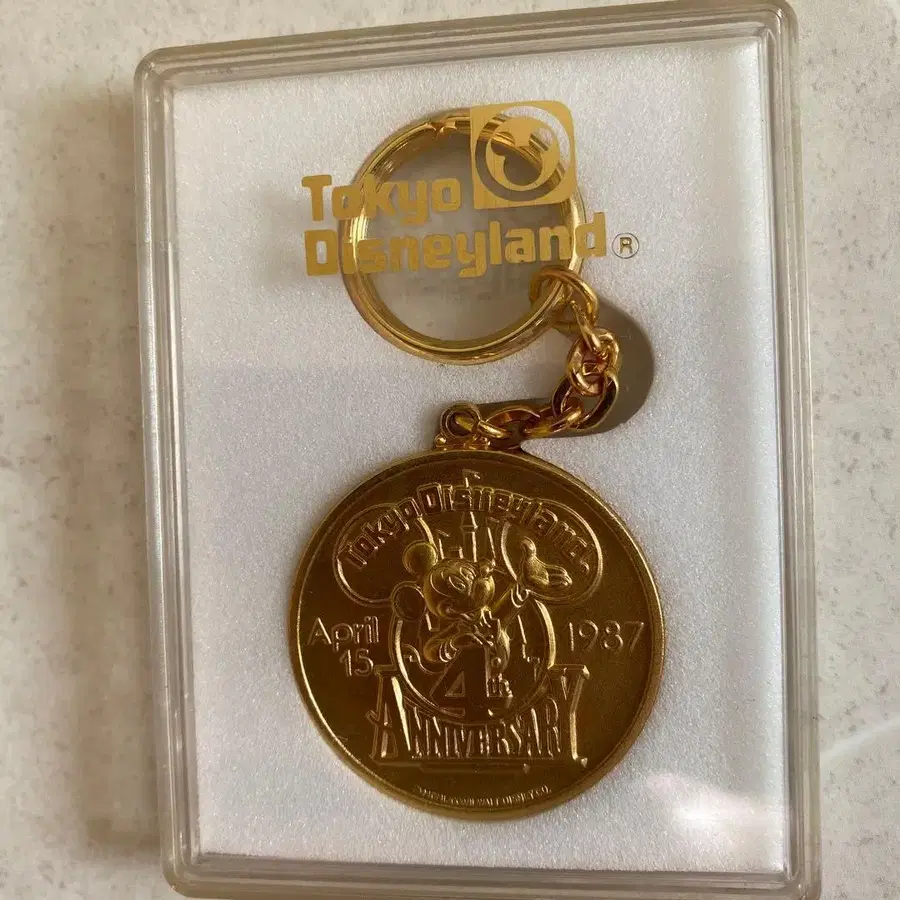 Tokyo
Disneyland®
Tokyo Disneyland
April
15
1987
4th
ANNIVERSARY